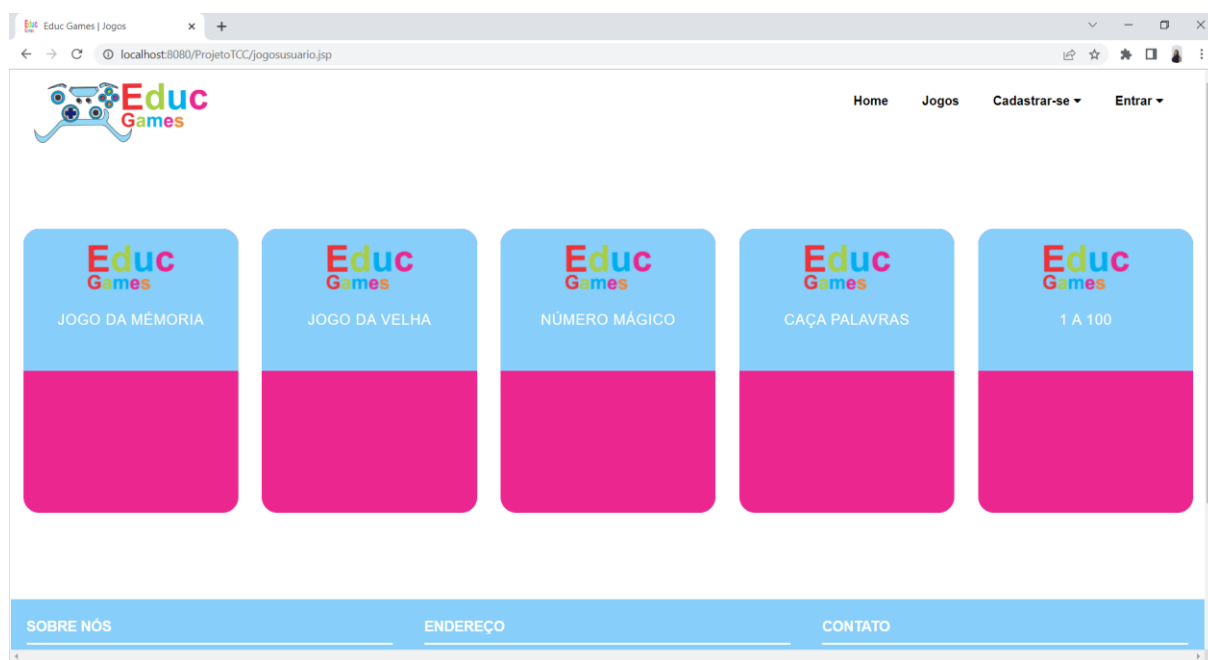 Educ Games | Jogos
localhost:8080/ProjetoTCC/jogosusuario.jsp
Educ
Games
Home Jogos Cadastrar-se Entrar
Educ Educ Educ Educ Educ
Games Games Games Games Games
JOGO DA MÉMORIA JOGO DA VELHA NÚMERO MÁGICO CAÇA PALAVRAS 1 A 100
SOBRE NÓS ENDEREÇO CONTATO